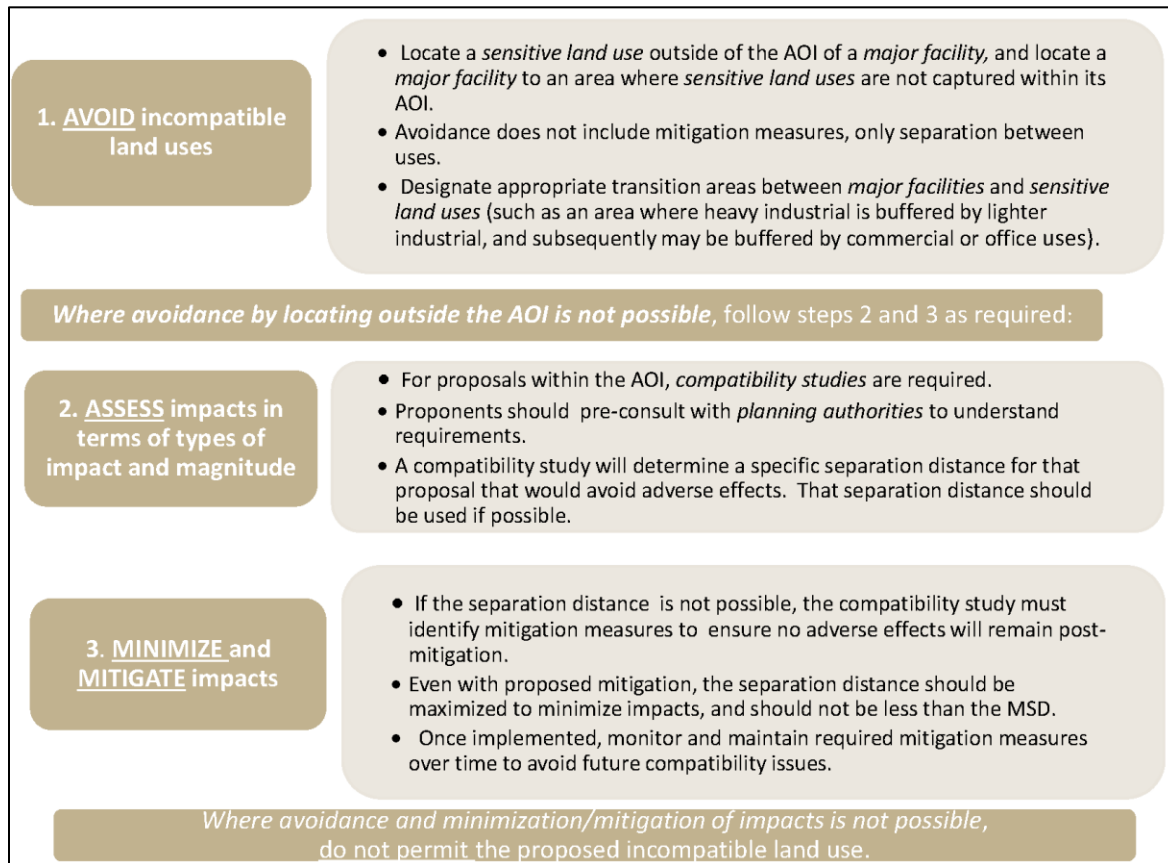 1. AVOID incompatible
land uses
• Locate a sensitive land use outside of the AOI of a major facility, and locate a
major facility to an area where sensitive land uses are not captured within its
AOI.
• Avoidance does not include mitigation measures, only separation between
uses.
• Designate appropriate transition areas between major facilities and sensitive
land uses (such as an area where heavy industrial is buffered by lighter
industrial, and subsequently may be buffered by commercial or office uses).
Where avoidance by locating outside the AOI is not possible, follow steps 2 and 3 as required:
2. ASSESS impacts in
terms of types of
impact and magnitude
• For proposals within the AOI, compatibility studies are required.
• Proponents should pre-consult with planning authorities to understand
requirements.
• A compatibility study will determine a specific separation distance for that
proposal that would avoid adverse effects. That separation distance should
be used if possible.
3. MINIMIZE and
MITIGATE impacts
• If the separation distance is not possible, the compatibility study must
identify mitigation measures to ensure no adverse effects will remain post-
mitigation.
• Even with proposed mitigation, the separation distance should be
maximized to minimize impacts, and should not be less than the MSD.
• Once implemented, monitor and maintain required mitigation measures
over time to avoid future compatibility issues.
Where avoidance and minimization/mitigation of impacts is not possible,
do not permit the proposed incompatible land use.